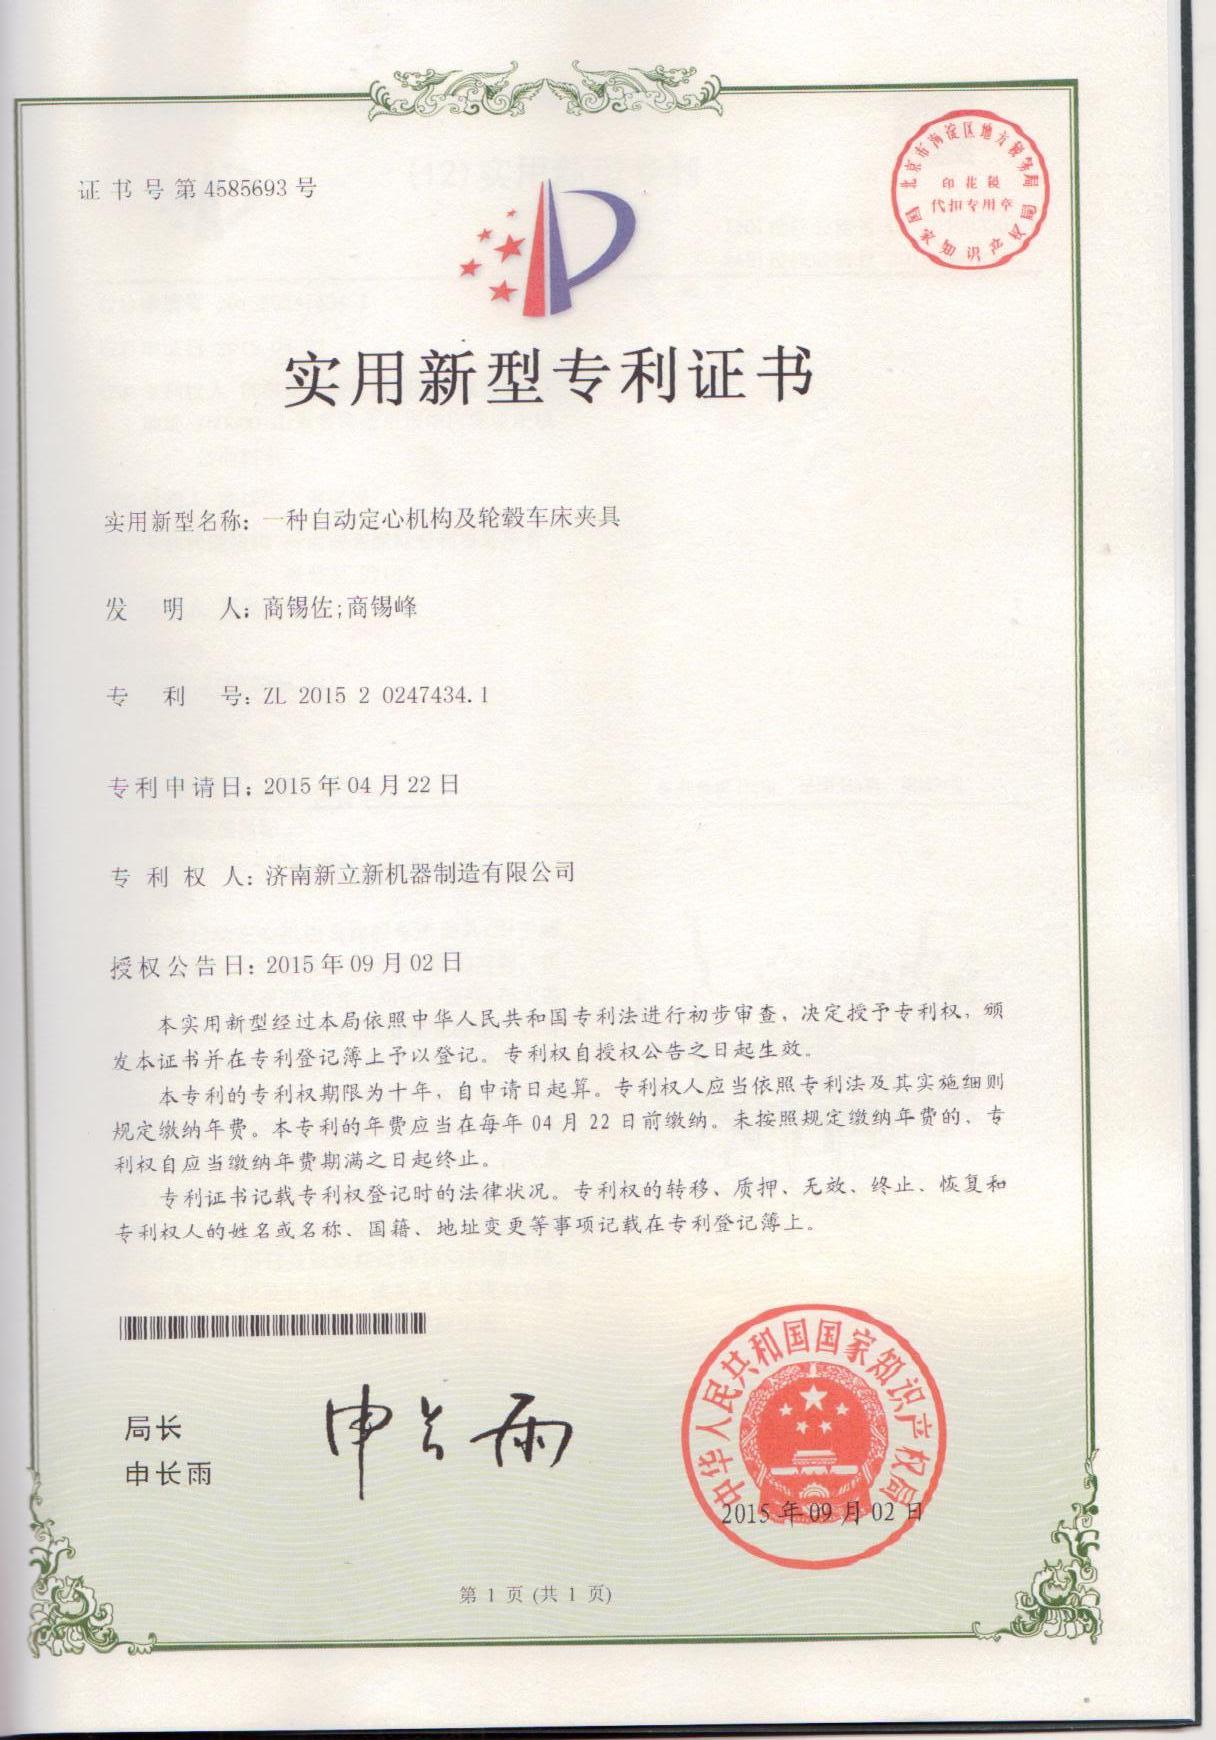 证书号第4585693号
北京市海淀区地方税务局
印花税
代扣专用章
国家知识产权局
实用新型专利证书
实用新型名称：一种自动定心机构及轮毂车床夹具
发明人：商锡佐;商锡峰
专利号：ZL 2015 2 0247434.1
专利申请日：2015年04月22日
专利权人：济南新立新机器制造有限公司
授权公告日：2015年09月02日
本实用新型经过本局依照中华人民共和国专利法进行初步审查，决定授予专利权，颁
发本证书并在专利登记簿上予以登记。专利权自授权公告之日起生效。
本专利的专利权期限为十年，自申请日起算。专利权人应当依照专利法及其实施细则
规定缴纳年费。本专利的年费应当在每年04月22日前缴纳。未按照规定缴纳年费的，专
利权自应当缴纳年费期满之日起终止。
专利证书记载专利权登记时的法律状况。专利权的转移、质押、无效、终止、恢复和
专利权人的姓名或名称、国籍、地址变更等事项记载在专利登记簿上。
局长
申长雨
申长雨
中华人民共和国国家知识产权局
2015年09月02日
第1页(共1页)